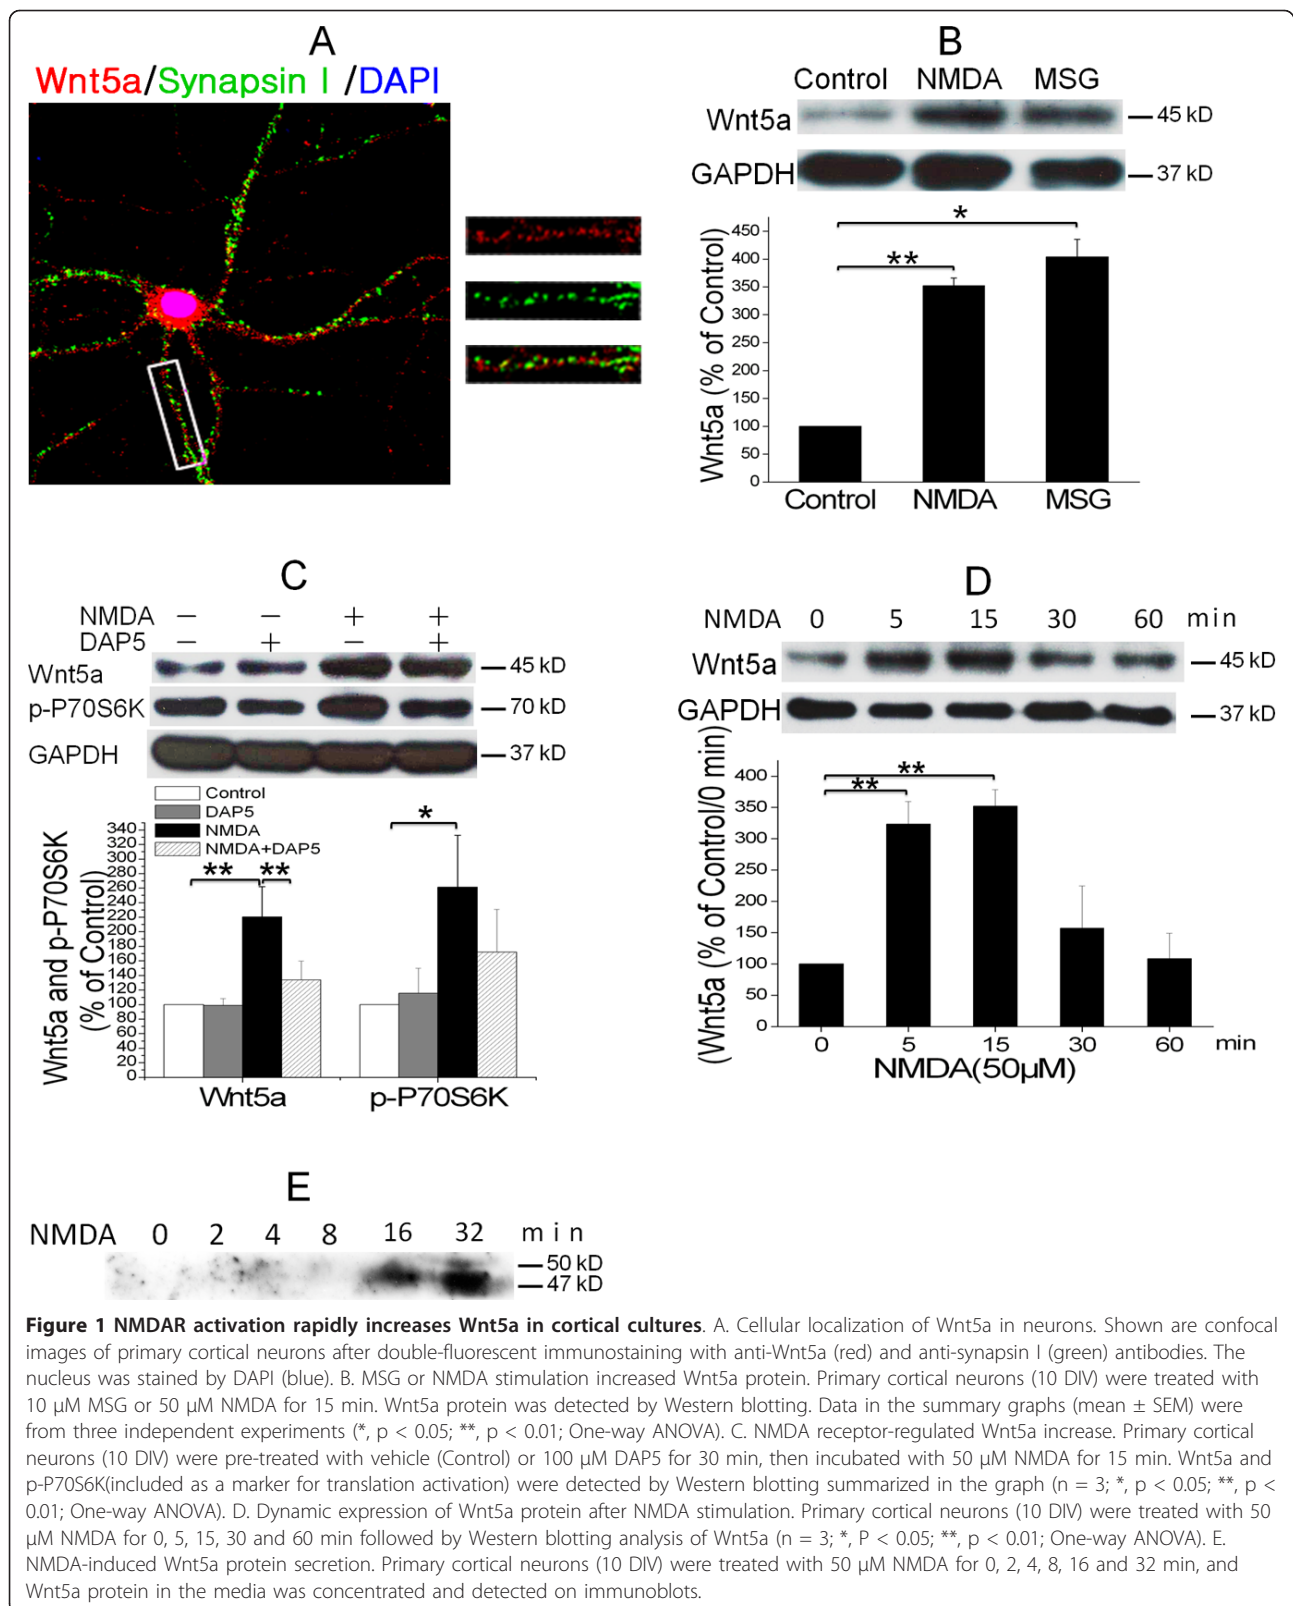 A
Wnt5a/Synapsin I /DAPI
B
Control NMDA MSG
Wnt5a
45 kD
GAPDH
37 kD
Wnt5a (% of Control)
450
400
350
300
250
200
150
100
50
0
*
**
Control NMDA MSG
C
NMDA − − + +
DAP5 − + − +
Wnt5a
45 kD
p-P70S6K
70 kD
GAPDH
37 kD
Control
DAP5
NMDA
NMDA+DAP5
Wnt5a and p-P70S6K
(% of Control)
340
320
300
280
260
240
220
200
180
160
140
120
100
80
60
40
20
0
** **
*
Wnt5a p-P70S6K
D
NMDA 0 5 15 30 60 min
Wnt5a
45 kD
GAPDH
37 kD
(Wnt5a (% of Control/0 min)
400
350
300
250
200
150
100
50
0
**
**
0 5 15 30 60 min
NMDA(50µM)
E
NMDA 0 2 4 8 16 32 min
50 kD
47 kD
Figure 1 NMDAR activation rapidly increases Wnt5a in cortical cultures. A. Cellular localization of Wnt5a in neurons. Shown are confocal
images of primary cortical neurons after double-fluorescent immunostaining with anti-Wnt5a (red) and anti-synapsin I (green) antibodies. The
nucleus was stained by DAPI (blue). B. MSG or NMDA stimulation increased Wnt5a protein. Primary cortical neurons (10 DIV) were treated with
10 µM MSG or 50 µM NMDA for 15 min. Wnt5a protein was detected by Western blotting. Data in the summary graphs (mean ± SEM) were
from three independent experiments (*, p < 0.05; **, p < 0.01; One-way ANOVA). C. NMDA receptor-regulated Wnt5a increase. Primary cortical
neurons (10 DIV) were pre-treated with vehicle (Control) or 100 µM DAP5 for 30 min, then incubated with 50 µM NMDA for 15 min. Wnt5a and
p-P70S6K(included as a marker for translation activation) were detected by Western blotting summarized in the graph (n = 3; *, p < 0.05; **, p <
0.01; One-way ANOVA). D. Dynamic expression of Wnt5a protein after NMDA stimulation. Primary cortical neurons (10 DIV) were treated with 50
µM NMDA for 0, 5, 15, 30 and 60 min followed by Western blotting analysis of Wnt5a (n = 3; *, P < 0.05; **, p < 0.01; One-way ANOVA). E.
NMDA-induced Wnt5a protein secretion. Primary cortical neurons (10 DIV) were treated with 50 µM NMDA for 0, 2, 4, 8, 16 and 32 min, and
Wnt5a protein in the media was concentrated and detected on immunoblots.